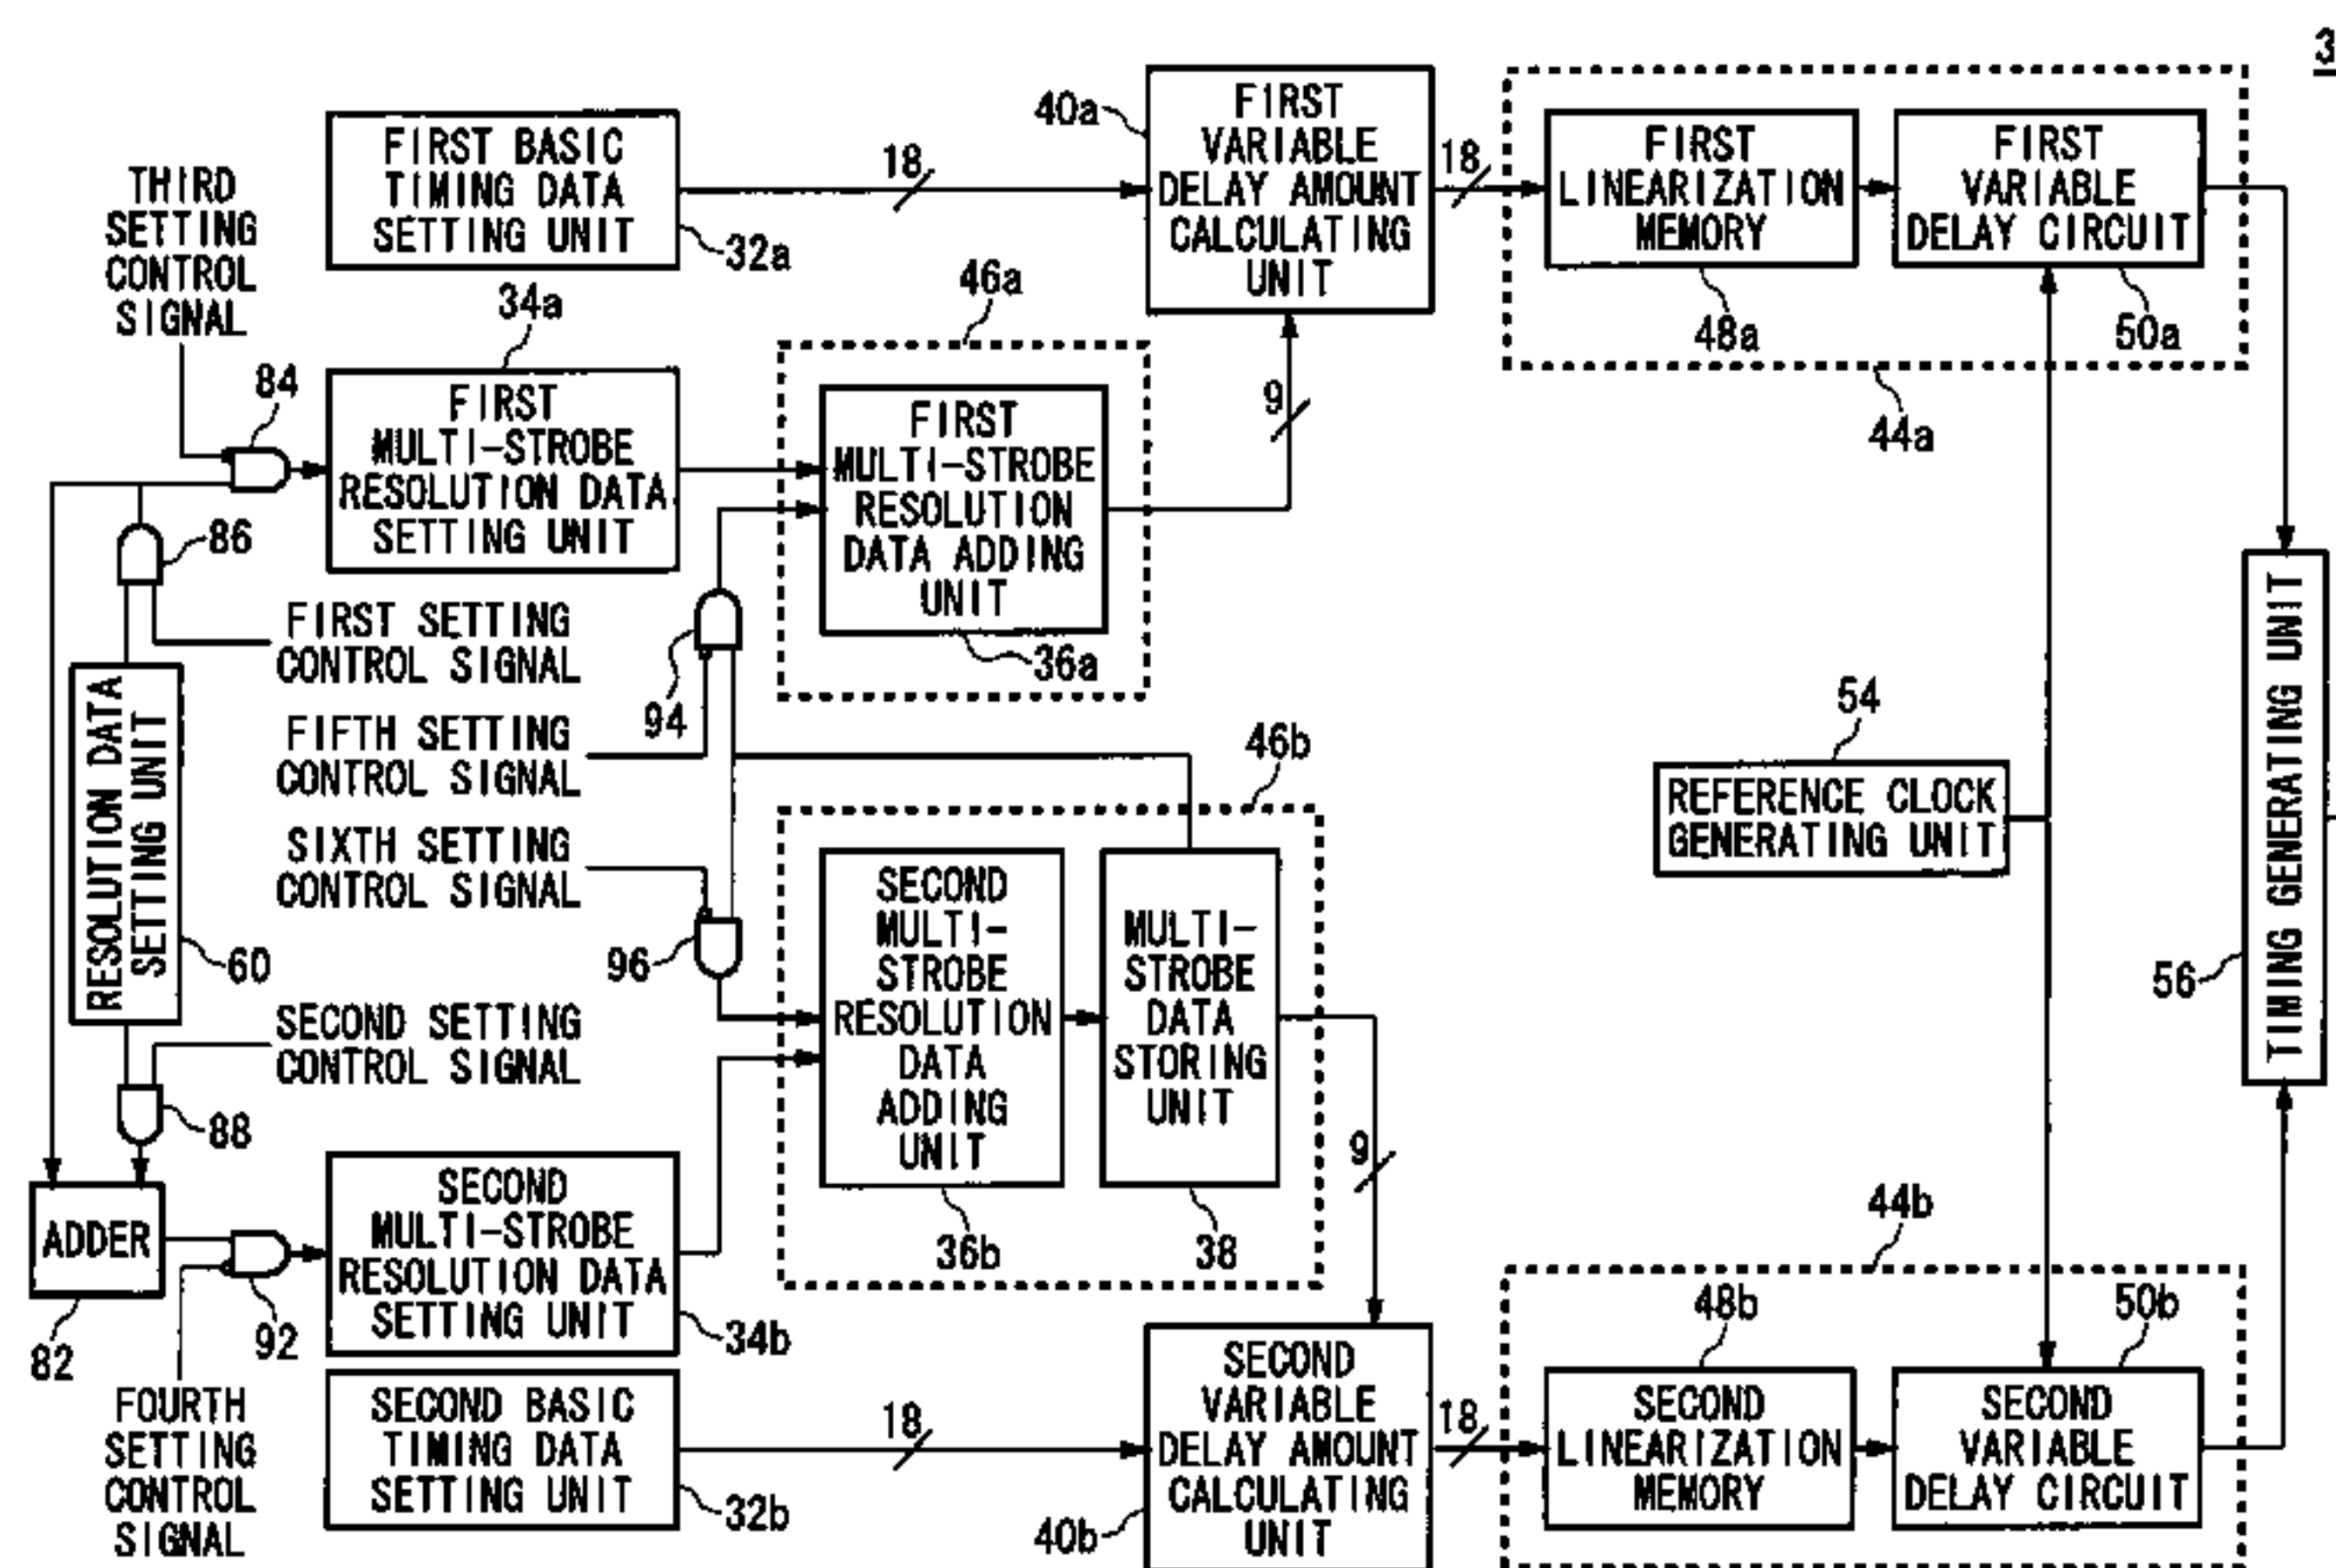 3
THIRD
SETTING
CONTROL
SIGNAL
FIRST BASIC
TIMING DATA
SETTING UNIT
32a
18
40a
FIRST
VARIABLE
DELAY AMOUNT
CALCULATING
UNIT
18
FIRST
LINEARIZATION
MEMORY
48a
FIRST
VARIABLE
DELAY CIRCUIT
50a
44a
84
34a
FIRST
MULTI-STROBE
RESOLUTION DATA
SETTING UNIT
46a
FIRST
MULTI-STROBE
RESOLUTION
DATA ADDING
UNIT
36a
9
86
FIRST SETTING
CONTROL SIGNAL
94
FIFTH SETTING
CONTROL SIGNAL
RESOLUTION DATA
SETTING UNIT
60
SIXTH SETTING
CONTROL SIGNAL
96
46b
SECOND
MULTI-
STROBE
RESOLUTION
DATA
ADDING
UNIT
36b
MULTI-
STROBE
DATA
STORING
UNIT
38
9
54
REFERENCE CLOCK
GENERATING UNIT
TIMING GENERATING UNIT
56
SECOND SETTING
CONTROL SIGNAL
88
ADDER
82
92
FOURTH
SETTING
CONTROL
SIGNAL
SECOND
MULTI-STROBE
RESOLUTION DATA
SETTING UNIT
34b
SECOND BASIC
TIMING DATA
SETTING UNIT
32b
18
40b
SECOND
VARIABLE
DELAY AMOUNT
CALCULATING
UNIT
18
44b
48b
SECOND
LINEARIZATION
MEMORY
50b
SECOND
VARIABLE
DELAY CIRCUIT